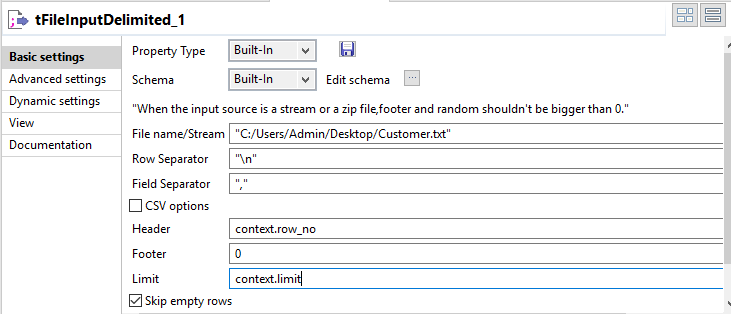 tFileInputDelimited_1
Basic settings
Advanced settings
Dynamic settings
View
Documentation
Property Type Built-In
Schema Built-In Edit schema ...
"When the input source is a stream or a zip file,footer and random shouldn't be bigger than 0."
File name/Stream "C:/Users/Admin/Desktop/Customer.txt"
Row Separator "\n"
Field Separator ","
CSV options
Header context.row_no
Footer 0
Limit context.limit
Skip empty rows